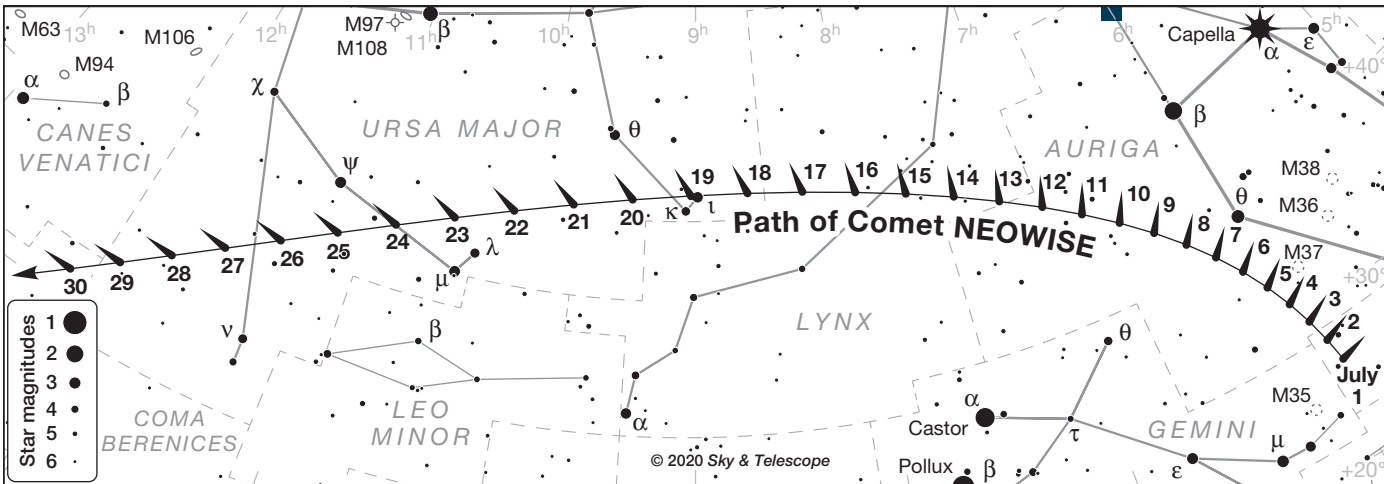 M63
13ʰ
M106
12ʰ
M97
M108
11ʰ
β
10ʰ
9ʰ
8ʰ
7ʰ
6ʰ
Capella
α
ε
5ʰ
+40°
M94
α
β
CANES
VENATICI
χ
URSA MAJOR
θ
β
AURIGA
M38
ψ
M36
θ
M37
+30°
κ
ι
λ
μ
Path of Comet NEOWISE
30
29
28
27
26
25
24
23
22
21
20
19
18
17
16
15
14
13
12
11
10
9
8
7
6
5
4
3
2
July
1
Star magnitudes
1
2
3
4
5
6
ν
β
LYNX
θ
COMA
BERENICES
LEO
MINOR
α
α
Castor
τ
GEMINI
M35
μ
ε
Pollux
β
+20°
© 2020 Sky & Telescope